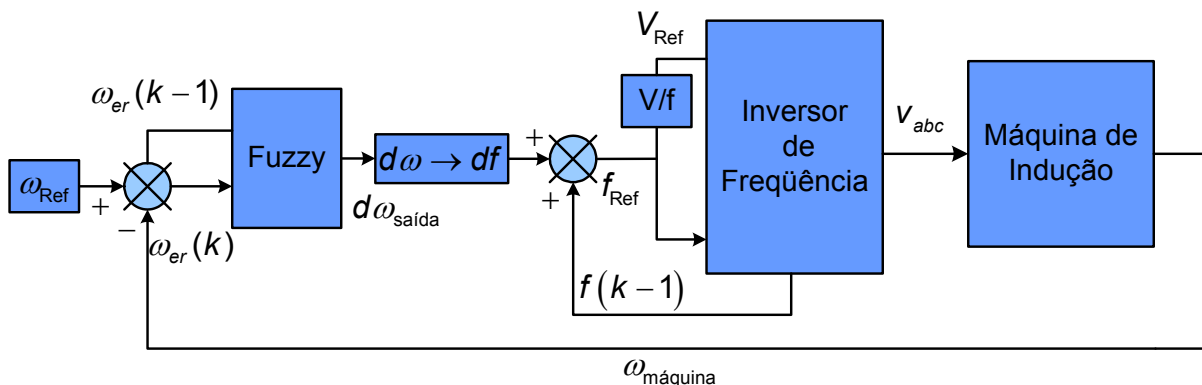 V_Ref
ω_er(k−1)
V/f
Fuzzy
Inversor
de
Freqüência
v_abc
Máquina de
Indução
ω_Ref
+
−
dω → df
+
+
f_Ref
dω_saída
ω_er(k)
f(k−1)
ω_máquina